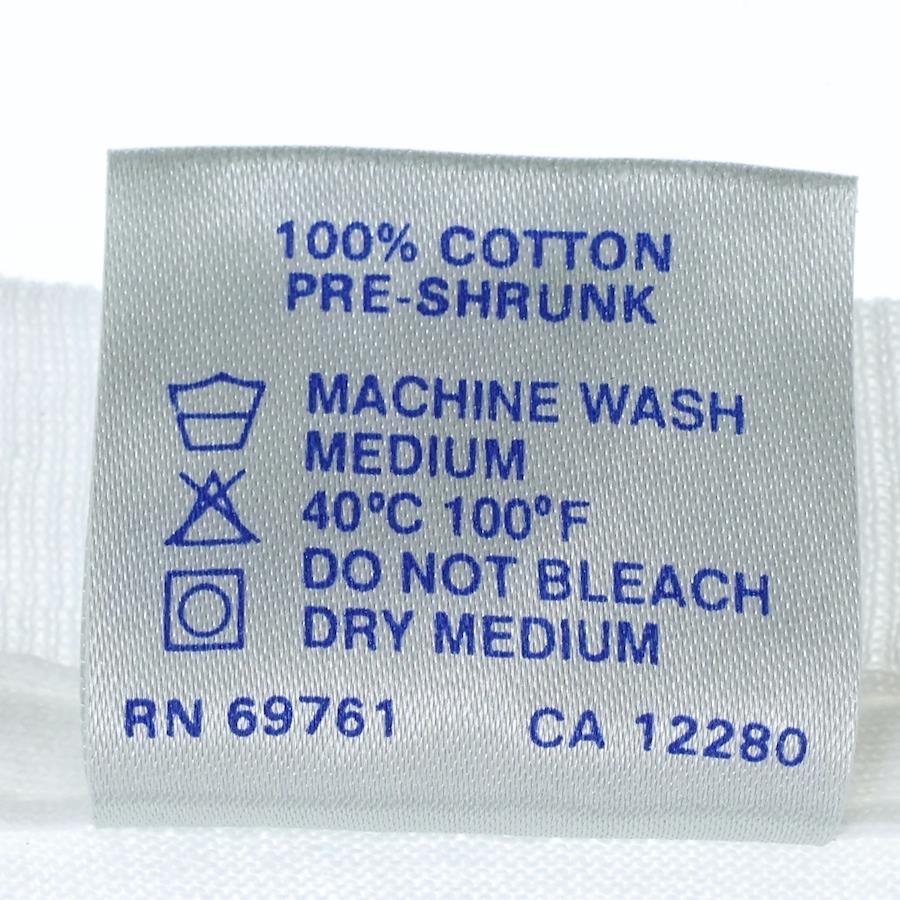 100% COTTON
PRE-SHRUNK
MACHINE WASH
MEDIUM
40°C 100°F
DO NOT BLEACH
DRY MEDIUM
RN 69761 CA 12280